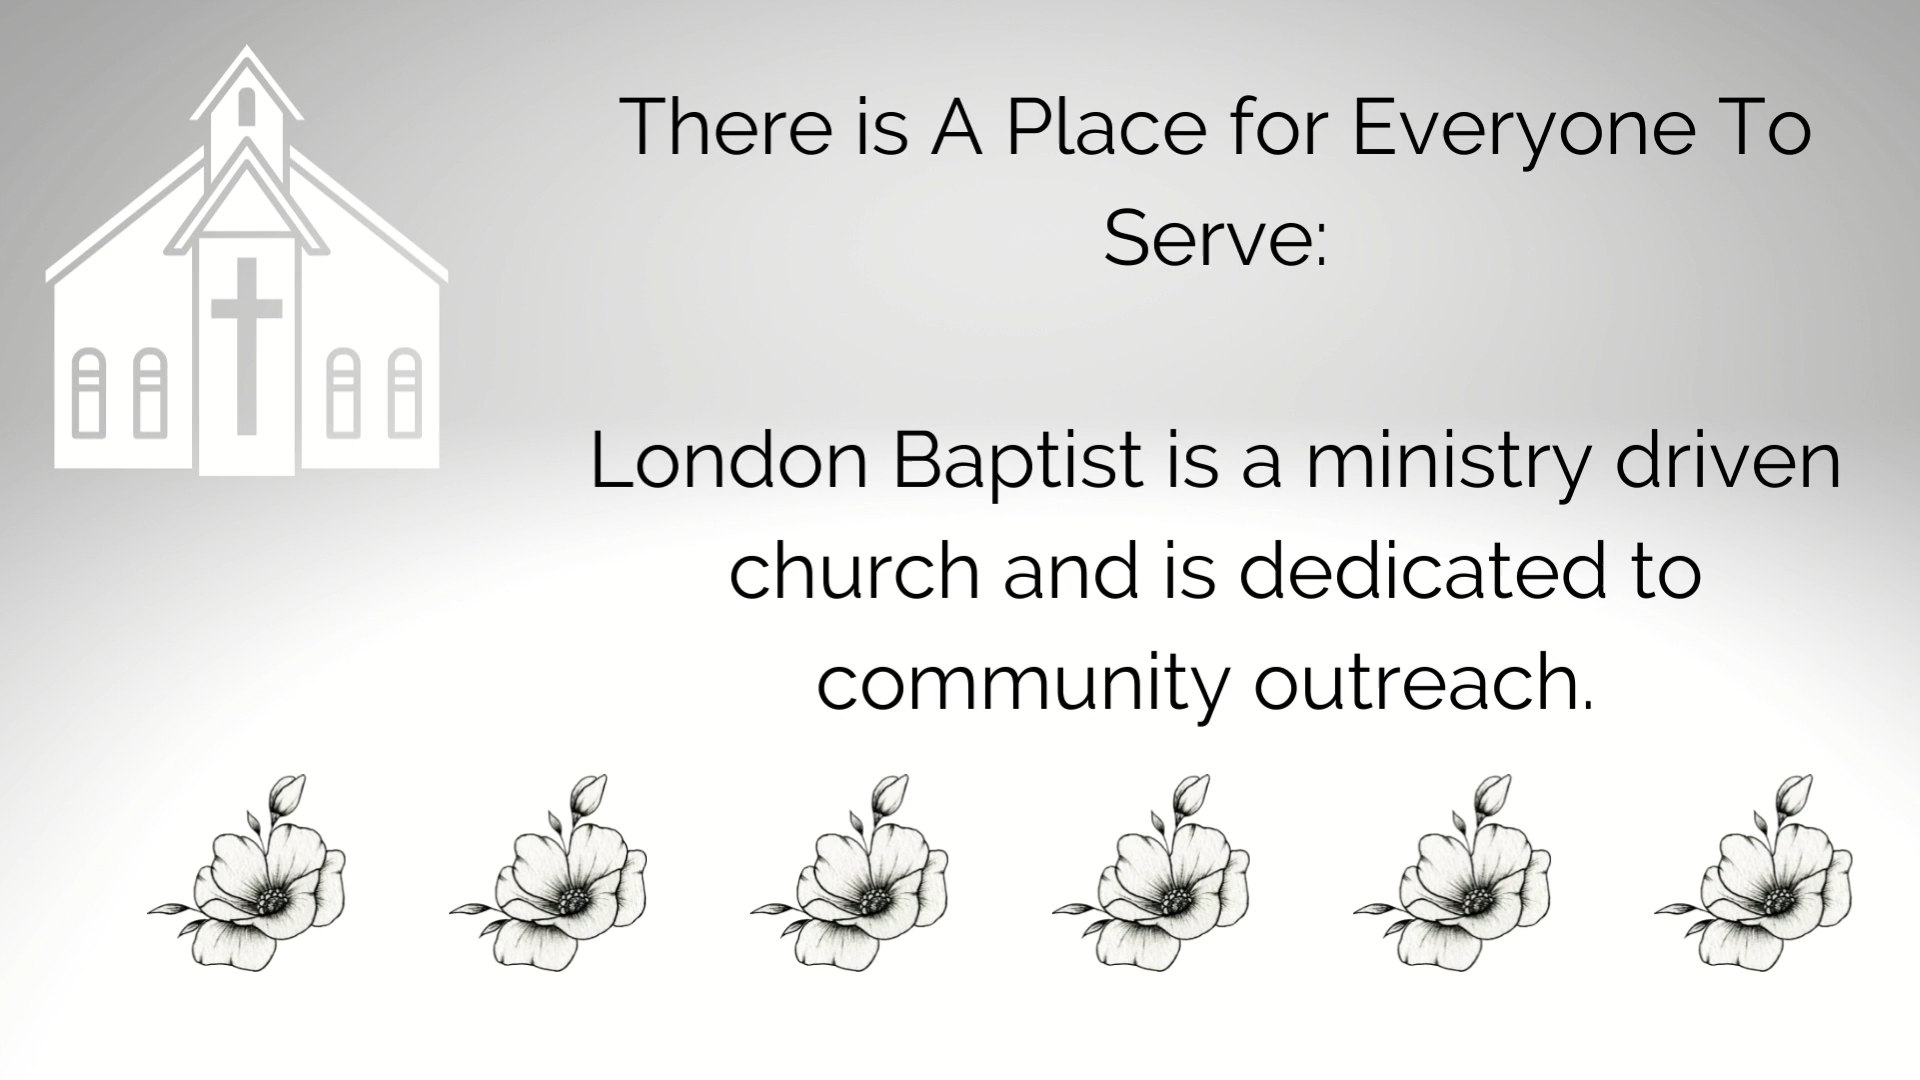 There is A Place for Everyone To
Serve:
London Baptist is a ministry driven
church and is dedicated to
community outreach.